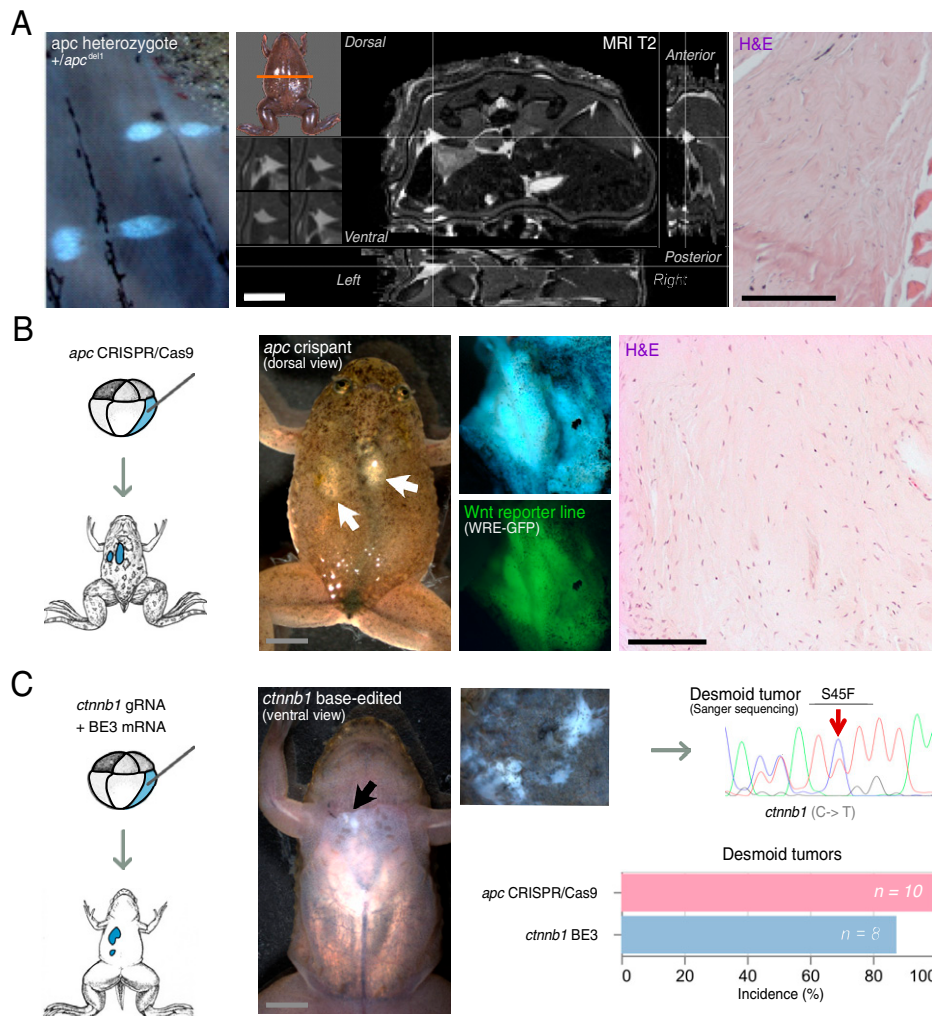 A
apc heterozygote
+/apc^del1
Dorsal
MRI T2
Anterior
Ventral
Posterior
Left
Right
H&E
B
apc CRISPR/Cas9
apc crispant
(dorsal view)
Wnt reporter line
(WRE-GFP)
H&E
C
ctnnb1 gRNA
+ BE3 mRNA
ctnnb1 base-edited
(ventral view)
Desmoid tumor
(Sanger sequencing)
S45F
ctnnb1 (C-> T)
Desmoid tumors
apc CRISPR/Cas9
n = 10
ctnnb1 BE3
n = 8
0 20 40 60 80 100
Incidence (%)